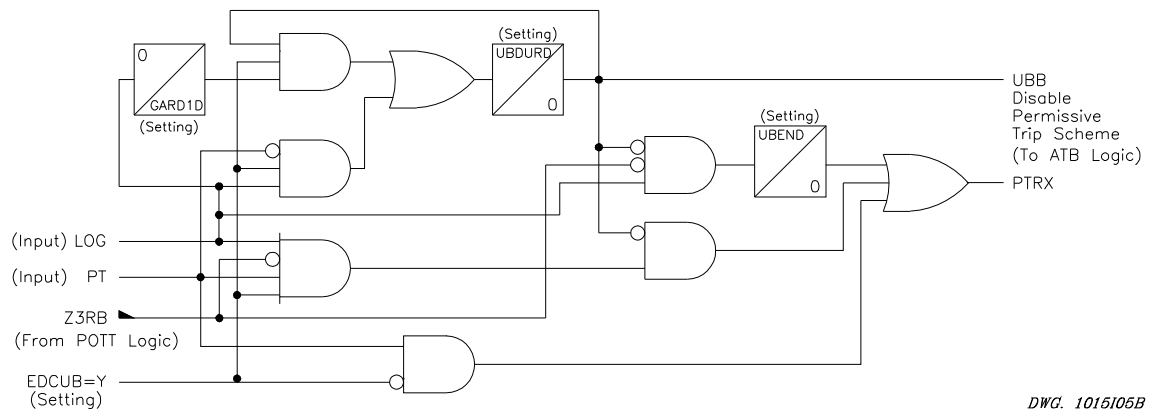 (Setting)
UBDURD
0
0
GARD1D
(Setting)
UBB
Disable
Permissive
Trip Scheme
(To ATB Logic)
(Setting)
UBEND
0
PTRX
(Input) LOG
(Input) PT
Z3RB
(From POTT Logic)
EDCUB=Y
(Setting)
DWG. 1015I05B